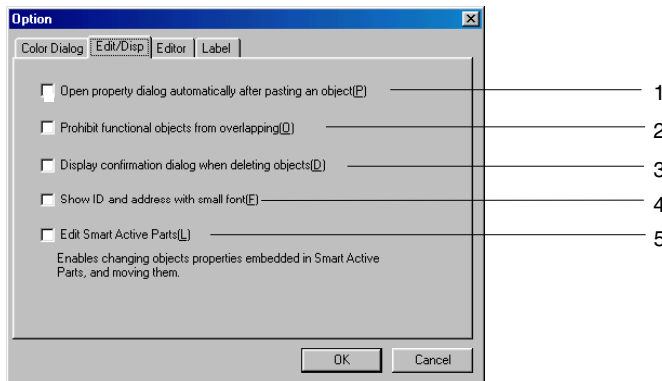 Option
Color Dialog Edit/Disp Editor Label
Open property dialog automatically after pasting an object(P) 1
Prohibit functional objects from overlapping(O) 2
Display confirmation dialog when deleting objects(D) 3
Show ID and address with small font(F) 4
Edit Smart Active Parts(L) 5
Enables changing objects properties embedded in Smart Active
Parts, and moving them.
OK Cancel